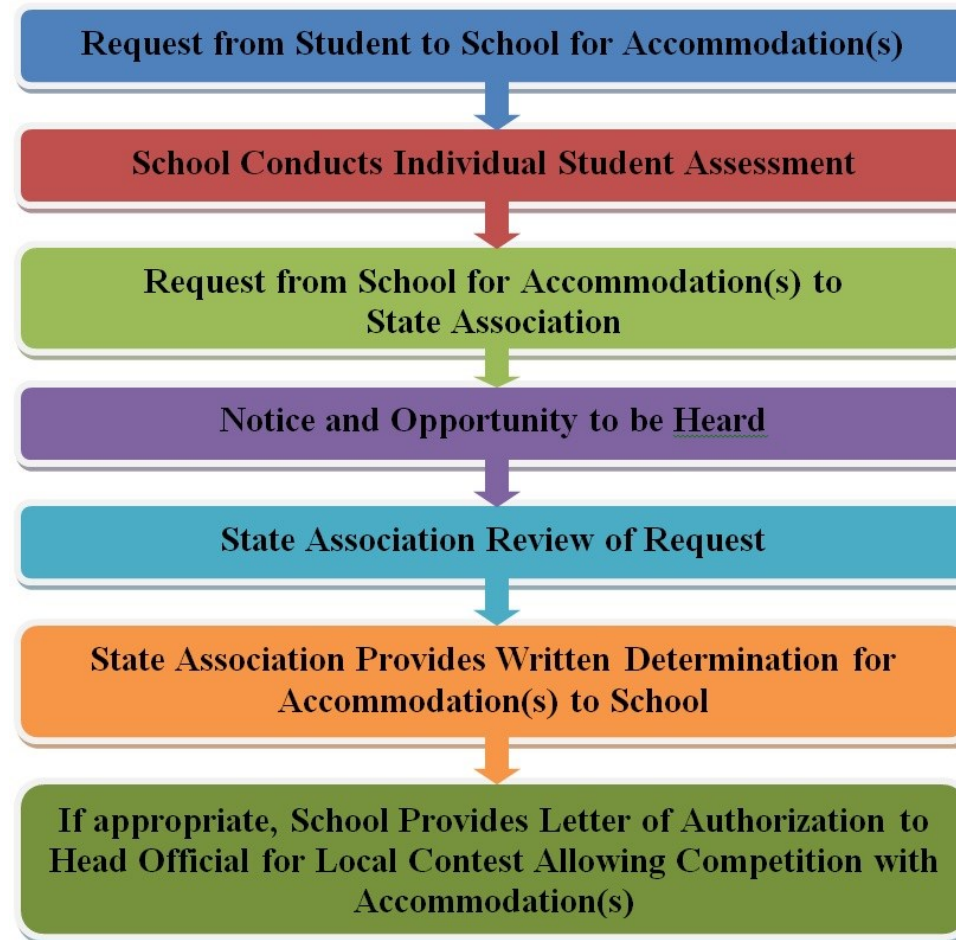 Request from Student to School for Accommodation(s)
School Conducts Individual Student Assessment
Request from School for Accommodation(s) to
State Association
Notice and Opportunity to be Heard
State Association Review of Request
State Association Provides Written Determination for
Accommodation(s) to School
If appropriate, School Provides Letter of Authorization to
Head Official for Local Contest Allowing Competition with
Accommodation(s)